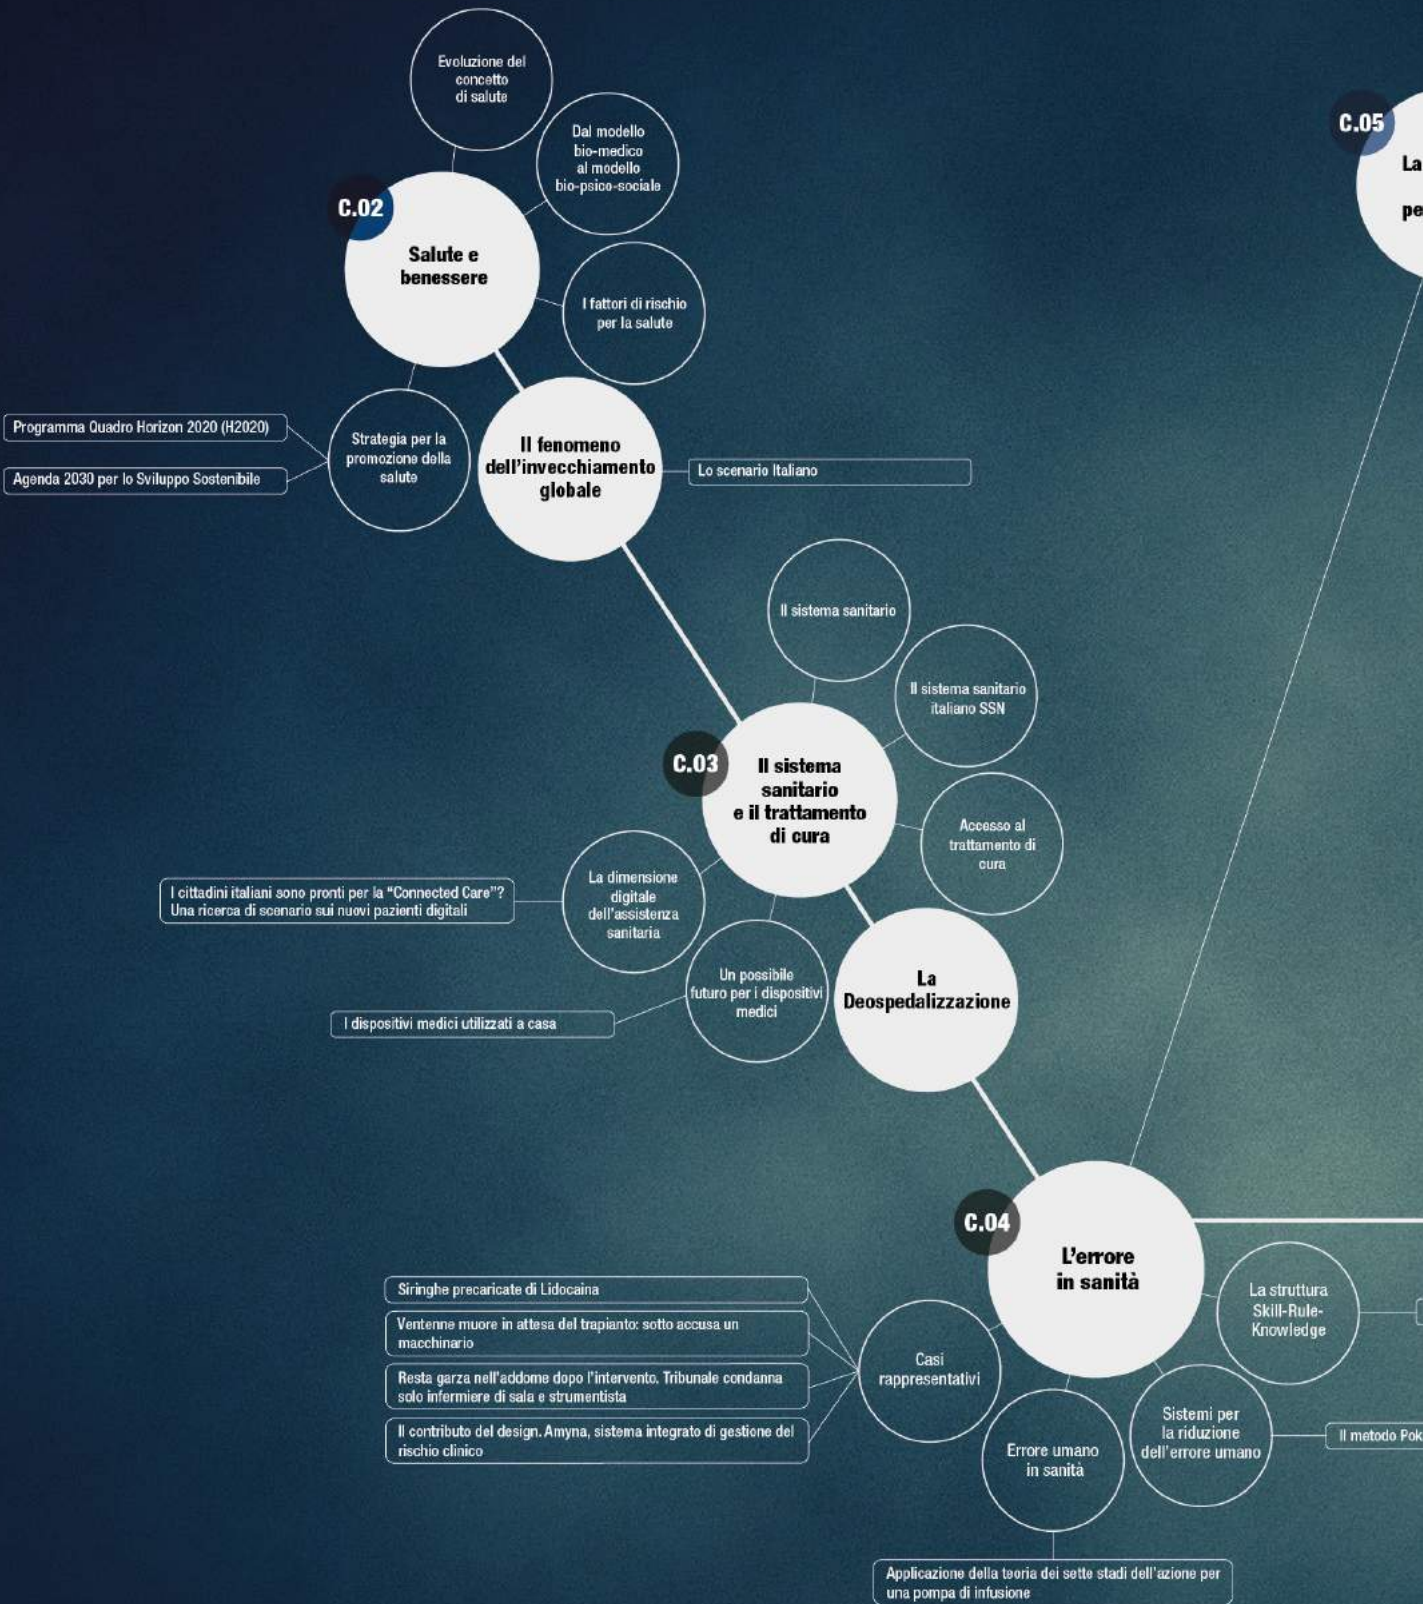 Evoluzione del
concetto
di salute
Dal modello
bio-medico
al modello
bio-psico-sociale
C.02
Salute e
benessere
I fattori di rischio
per la salute
Programma Quadro Horizon 2020 (H2020)
Agenda 2030 per lo Sviluppo Sostenibile
Strategia per la
promozione della
salute
Il fenomeno
dell'invecchiamento
globale
Lo scenario Italiano
C.05
La
pe
Il sistema sanitario
Il sistema sanitario
italiano SSN
C.03
Il sistema
sanitario
e il trattamento
di cura
Accesso al
trattamento di
cura
La dimensione
digitale
dell'assistenza
sanitaria
I cittadini italiani sono pronti per la "Connected Care"?
Una ricerca di scenario sui nuovi pazienti digitali
Un possibile
futuro per i dispositivi
medici
I dispositivi medici utilizzati a casa
La
Deospedalizzazione
C.04
L'errore
in sanità
Siringhe precaricate di Lidocaina
Ventenne muore in attesa del trapianto: sotto accusa un
macchinario
Resta garza nell'addome dopo l'intervento. Tribunale condanna
solo infermiere di sala e strumentista
Il contributo del design. Amyna, sistema integrato di gestione del
rischio clinico
Casi
rappresentativi
Errore umano
in sanità
Applicazione della teoria dei sette stadi dell'azione per
una pompa di infusione
Sistemi per
la riduzione
dell'errore umano
Il metodo Pok
La struttura
Skill-Rule-
Knowledge